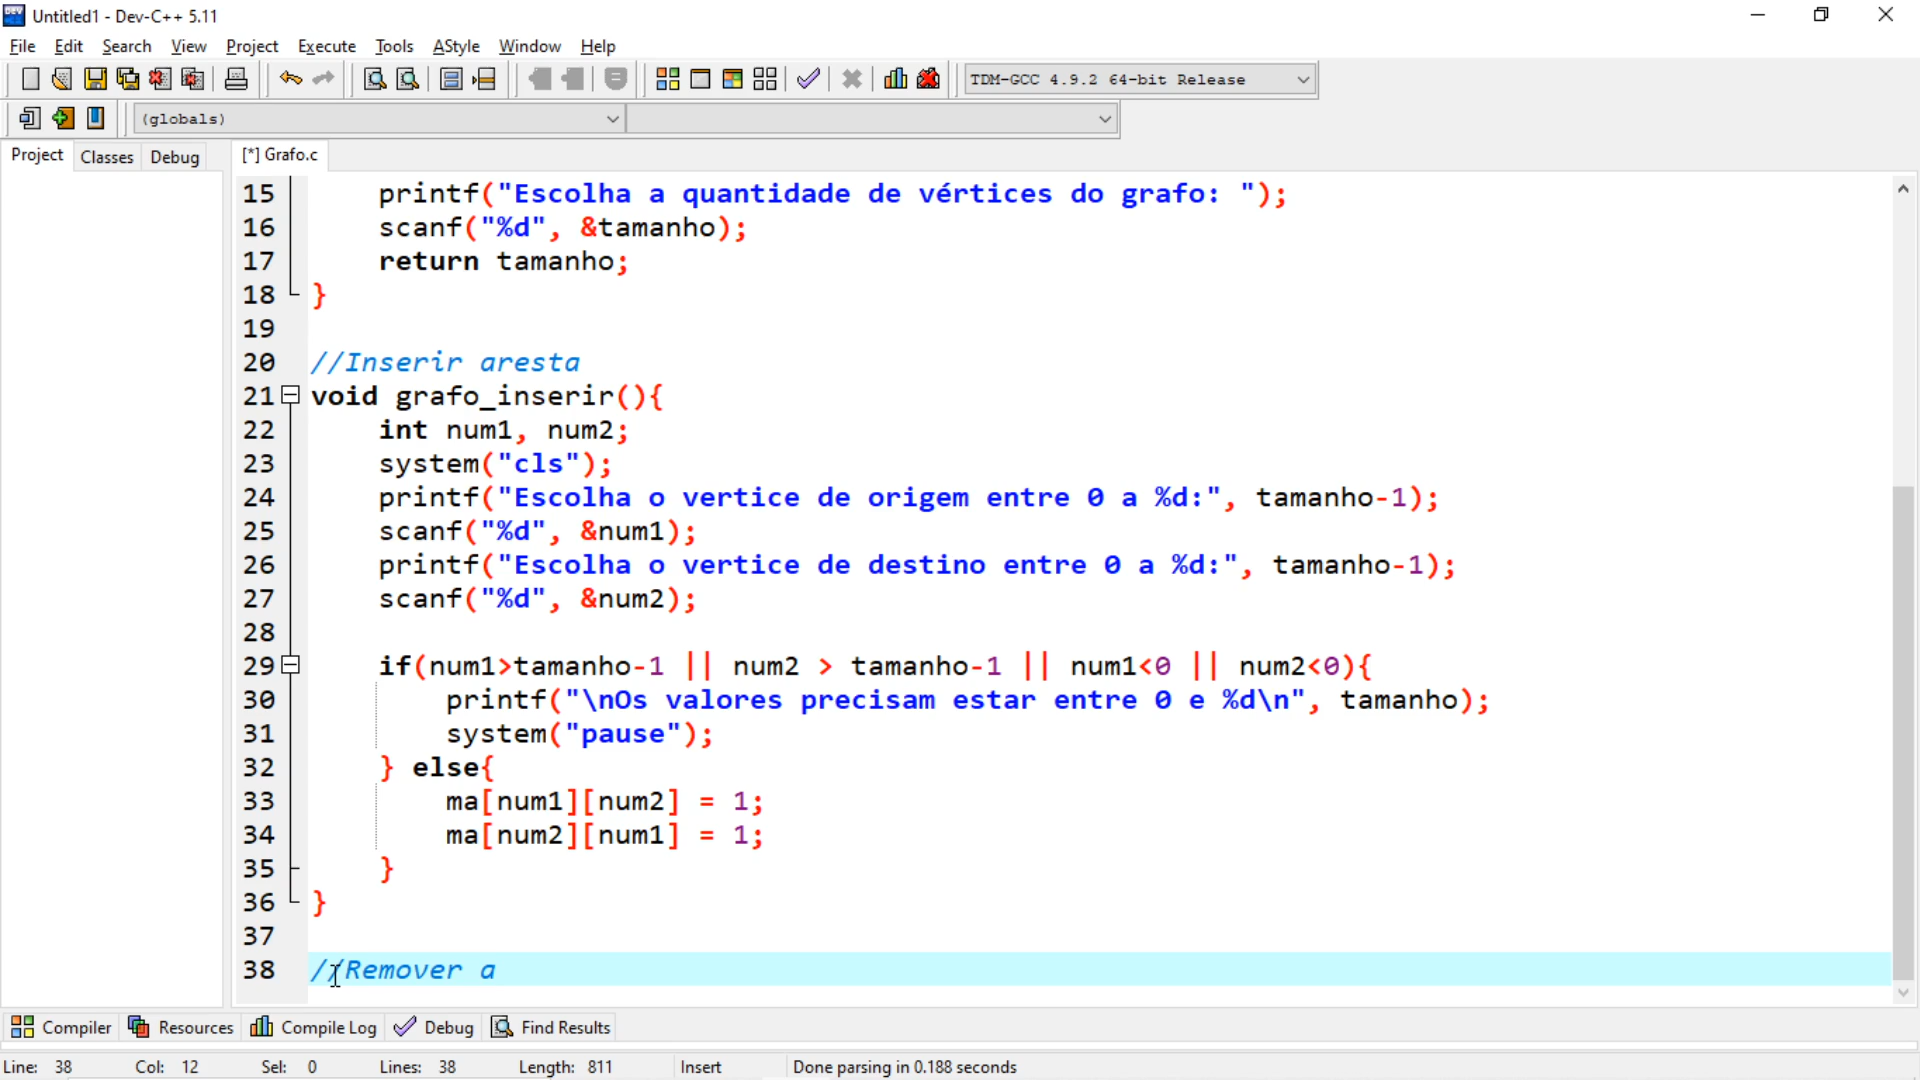 Untitled1 - Dev-C++ 5.11
File Edit Search View Project Execute Tools AStyle Window Help
TDM-GCC 4.9.2 64-bit Release
(globals)
Project Classes Debug [*] Grafo.c
15 printf("Escolha a quantidade de vértices do grafo: ");
16 scanf("%d", &tamanho);
17 return tamanho;
18 }
19
20 //Inserir aresta
21 void grafo_inserir(){
22 int num1, num2;
23 system("cls");
24 printf("Escolha o vertice de origem entre 0 a %d:", tamanho-1);
25 scanf("%d", &num1);
26 printf("Escolha o vertice de destino entre 0 a %d:", tamanho-1);
27 scanf("%d", &num2);
28
29 if(num1>tamanho-1 || num2 > tamanho-1 || num1<0 || num2<0){
30 printf("\nOs valores precisam estar entre 0 e %d\n", tamanho);
31 system("pause");
32 } else{
33 ma[num1][num2] = 1;
34 ma[num2][num1] = 1;
35 }
36 }
37
38 //Remover a
Compiler Resources Compile Log Debug Find Results
Line: 38 Col: 12 Sel: 0 Lines: 38 Length: 811 Insert Done parsing in 0.188 seconds